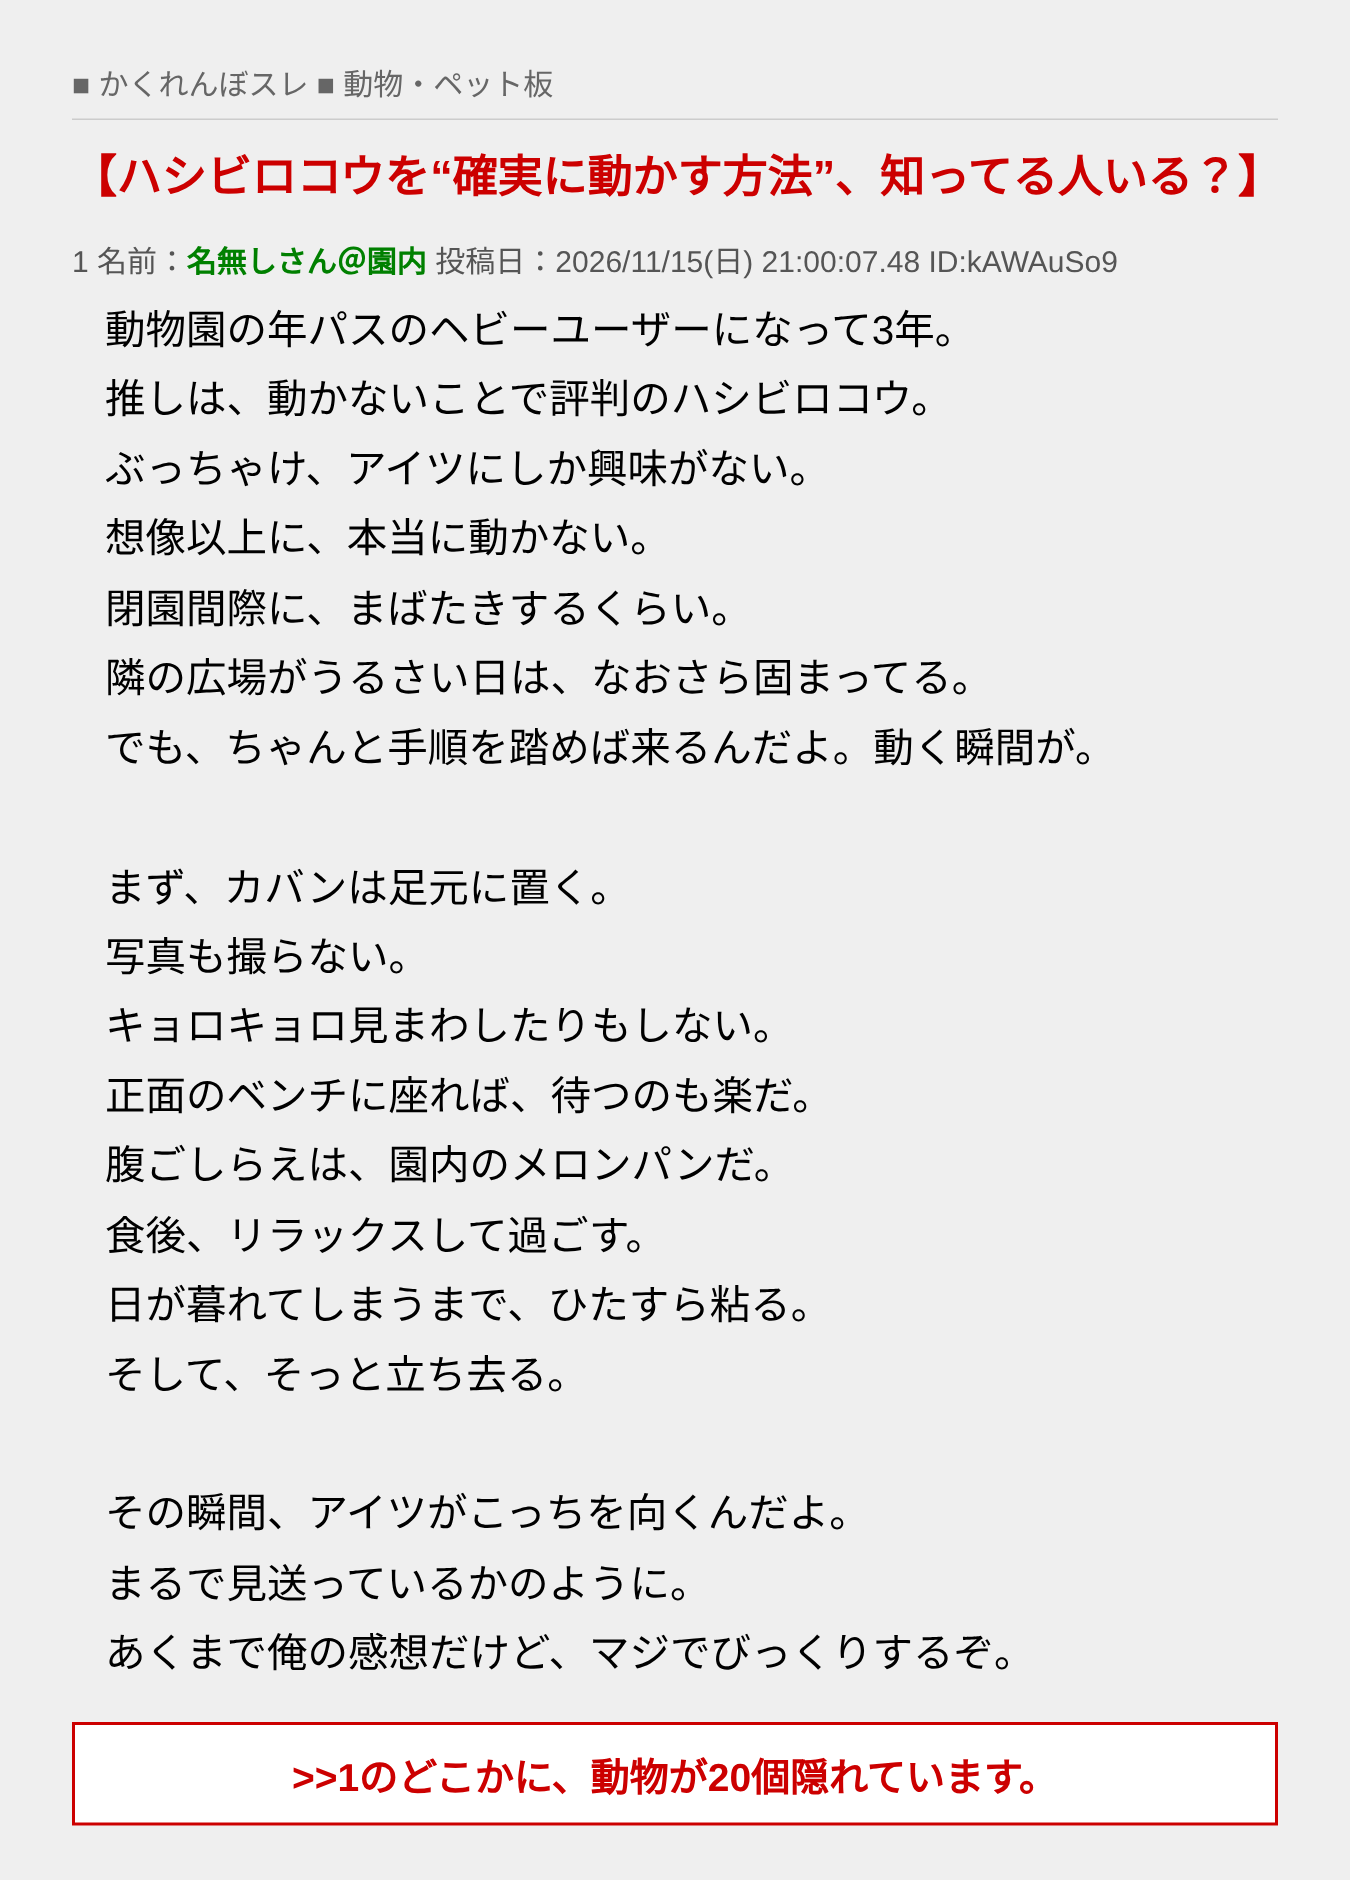 ■ かくれんぼスレ ■ 動物・ペット板
【ハシビロコウを“確実に動かす方法”、知ってる人いる？】
1 名前：名無しさん＠園内 投稿日：2026/11/15(日) 21:00:07.48 ID:kAWAuSo9
動物園の年パスのヘビーユーザーになって3年。
推しは、動かないことで評判のハシビロコウ。
ぶっちゃけ、アイツにしか興味がない。
想像以上に、本当に動かない。
閉園間際に、まばたきするくらい。
隣の広場がうるさい日は、なおさら固まってる。
でも、ちゃんと手順を踏めば来るんだよ。動く瞬間が。
まず、カバンは足元に置く。
写真も撮らない。
キョロキョロ見まわしたりもしない。
正面のベンチに座れば、待つのも楽だ。
腹ごしらえは、園内のメロンパンだ。
食後、リラックスして過ごす。
日が暮れてしまうまで、ひたすら粘る。
そして、そっと立ち去る。
その瞬間、アイツがこっちを向くんだよ。
まるで見送っているかのように。
あくまで俺の感想だけど、マジでびっくりするぞ。
>>1のどこかに、動物が20個隠れています。